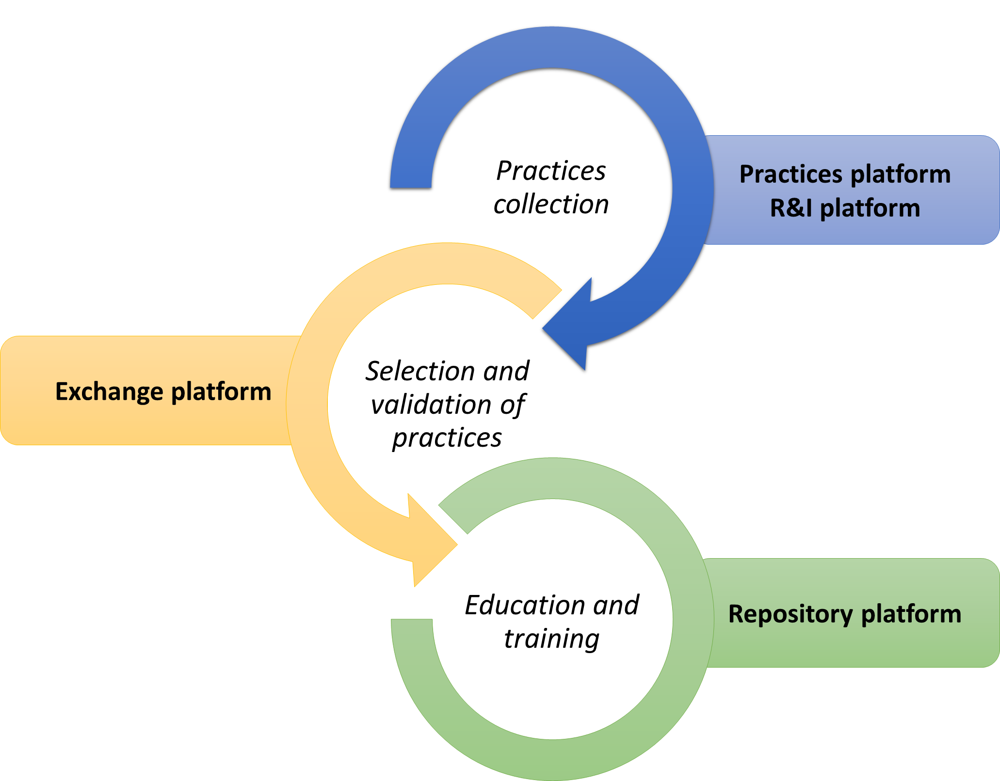 Practices
collection
Practices platform
R&I platform
Exchange platform
Selection and
validation of
practices
Education and
training
Repository platform